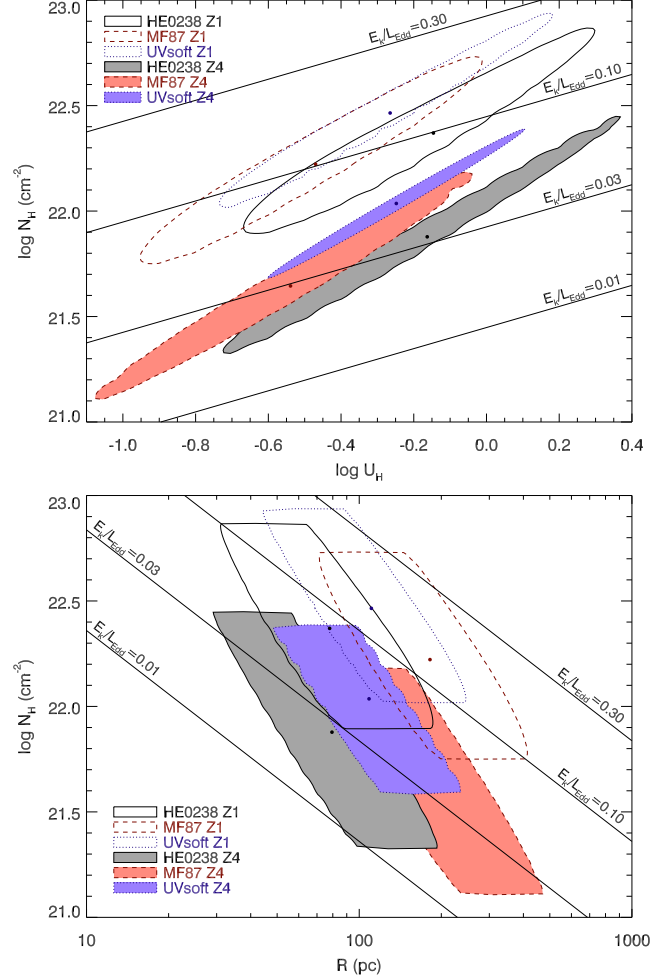 23.0
22.5
22.0
21.5
21.0
log N_H (cm^-2)
HE0238 Z1
MF87 Z1
UVsoft Z1
HE0238 Z4
MF87 Z4
UVsoft Z4
E_k/L_Edd=0.30
E_k/L_Edd=0.10
E_k/L_Edd=0.03
E_k/L_Edd=0.01
-1.0 -0.8 -0.6 -0.4 -0.2 0.0 0.2 0.4
log U_H
23.0
22.5
22.0
21.5
21.0
log N_H (cm^-2)
E_k/L_Edd=0.03
E_k/L_Edd=0.01
E_k/L_Edd=0.30
E_k/L_Edd=0.10
HE0238 Z1
MF87 Z1
UVsoft Z1
HE0238 Z4
MF87 Z4
UVsoft Z4
10 100 1000
R (pc)